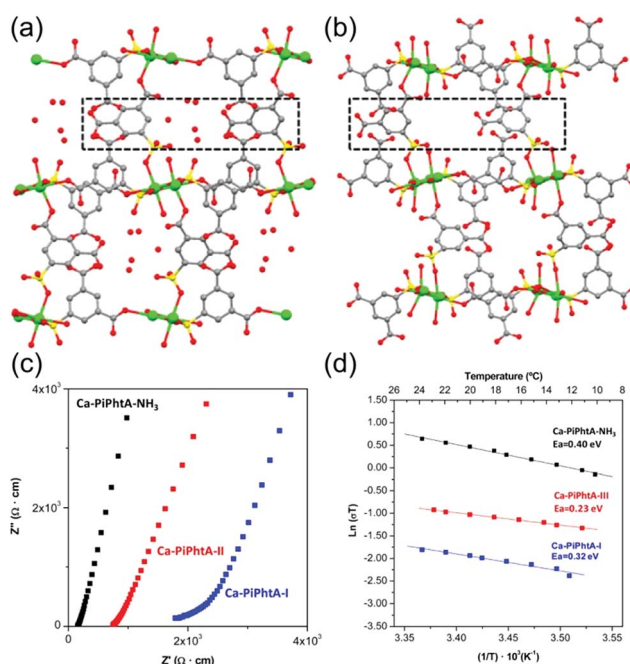 (a)
(b)
(c)
4x10³
2x10³
0
0
2x10³
4x10³
Z'' (Ω · cm)
Z' (Ω · cm)
Ca-PiPhtA-NH₃
Ca-PiPhtA-II
Ca-PiPhtA-I
(d)
Temperature (ºC)
26 24 22 20 18 16 14 12 10 8
1.50
1.00
0.50
0.00
-0.50
-1.00
-1.50
-2.00
-2.50
-3.50
Ln (σT)
Ca-PiPhtA-NH₃
Ea=0.40 eV
Ca-PiPhtA-III
Ea=0.23 eV
Ca-PiPhtA-I
Ea=0.32 eV
3.35 3.40 3.45 3.50 3.55
(1/T) · 10³(K⁻¹)